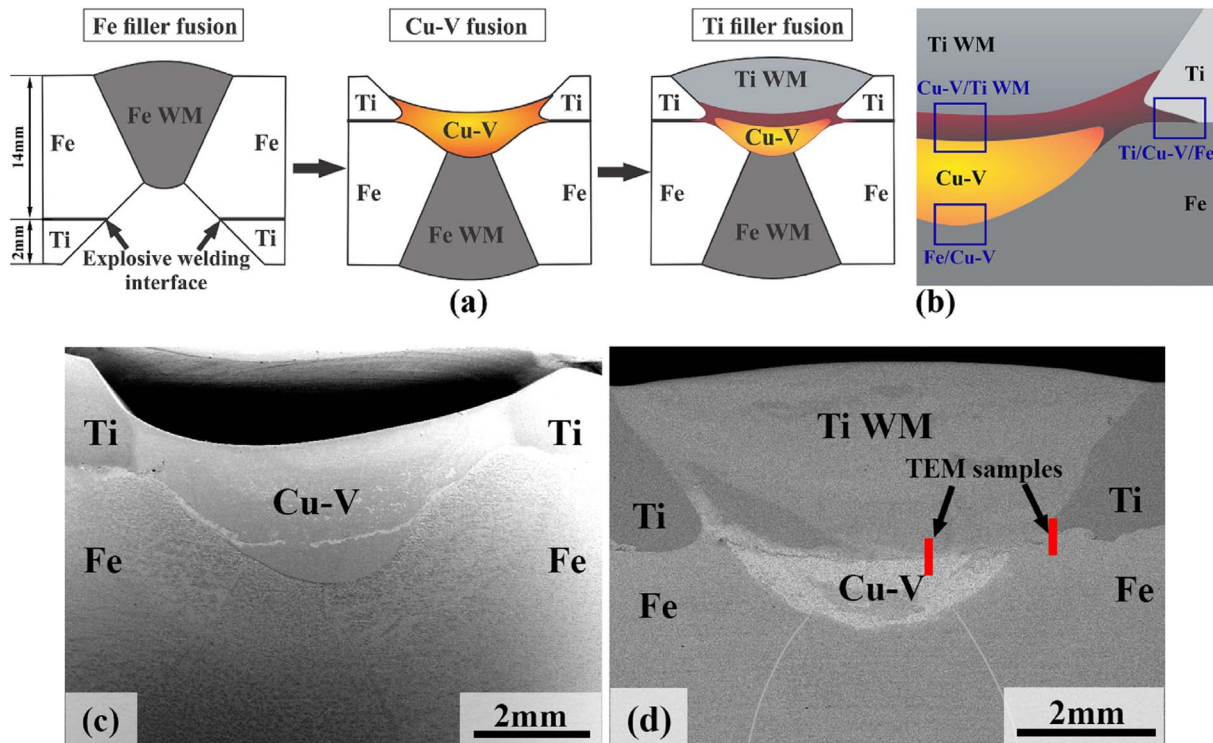 Fe filler fusion
Cu-V fusion
Ti filler fusion
14mm
2mm
Fe
Fe WM
Fe
Ti
Ti
Explosive welding
interface
Ti
Ti
Cu-V
Fe
Fe
Fe WM
Ti WM
Ti
Ti
Cu-V
Fe
Fe
Fe WM
(a)
Ti WM
Ti
Cu-V/Ti WM
Ti/Cu-V/Fe
Cu-V
Fe
Fe/Cu-V
(b)
Ti
Ti
Cu-V
Fe
Fe
(c)
2mm
Ti WM
TEM samples
Ti
Ti
Cu-V
Fe
Fe
(d)
2mm